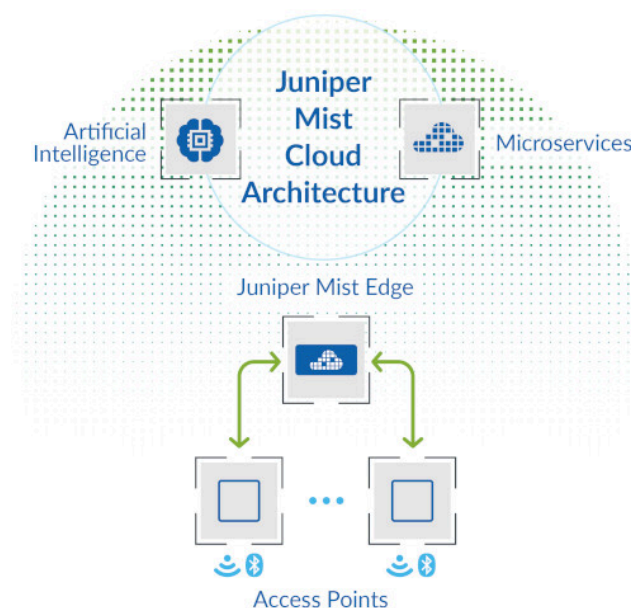 Juniper
Mist
Cloud
Architecture
Artificial
Intelligence
Microservices
Juniper Mist Edge
Access Points